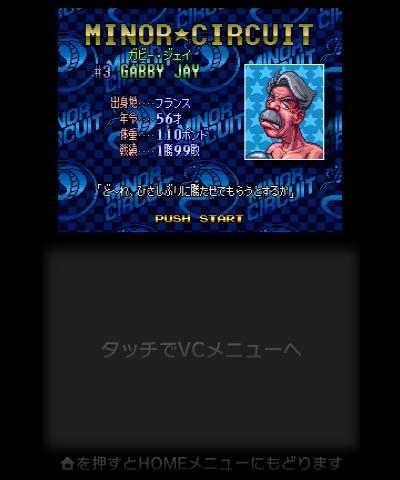 MINOR★CIRCUIT
ガビー・ジェイ
#3 GABBY JAY
出身地‥‥フランス
年令‥‥56才
体重‥‥110ポンド
戦績‥‥1勝99敗
「ど〜れ、ひさしぶりに勝たせてもらうとするか」
PUSH START
タッチでVCメニューへ
を押すとHOMEメニューにもどります